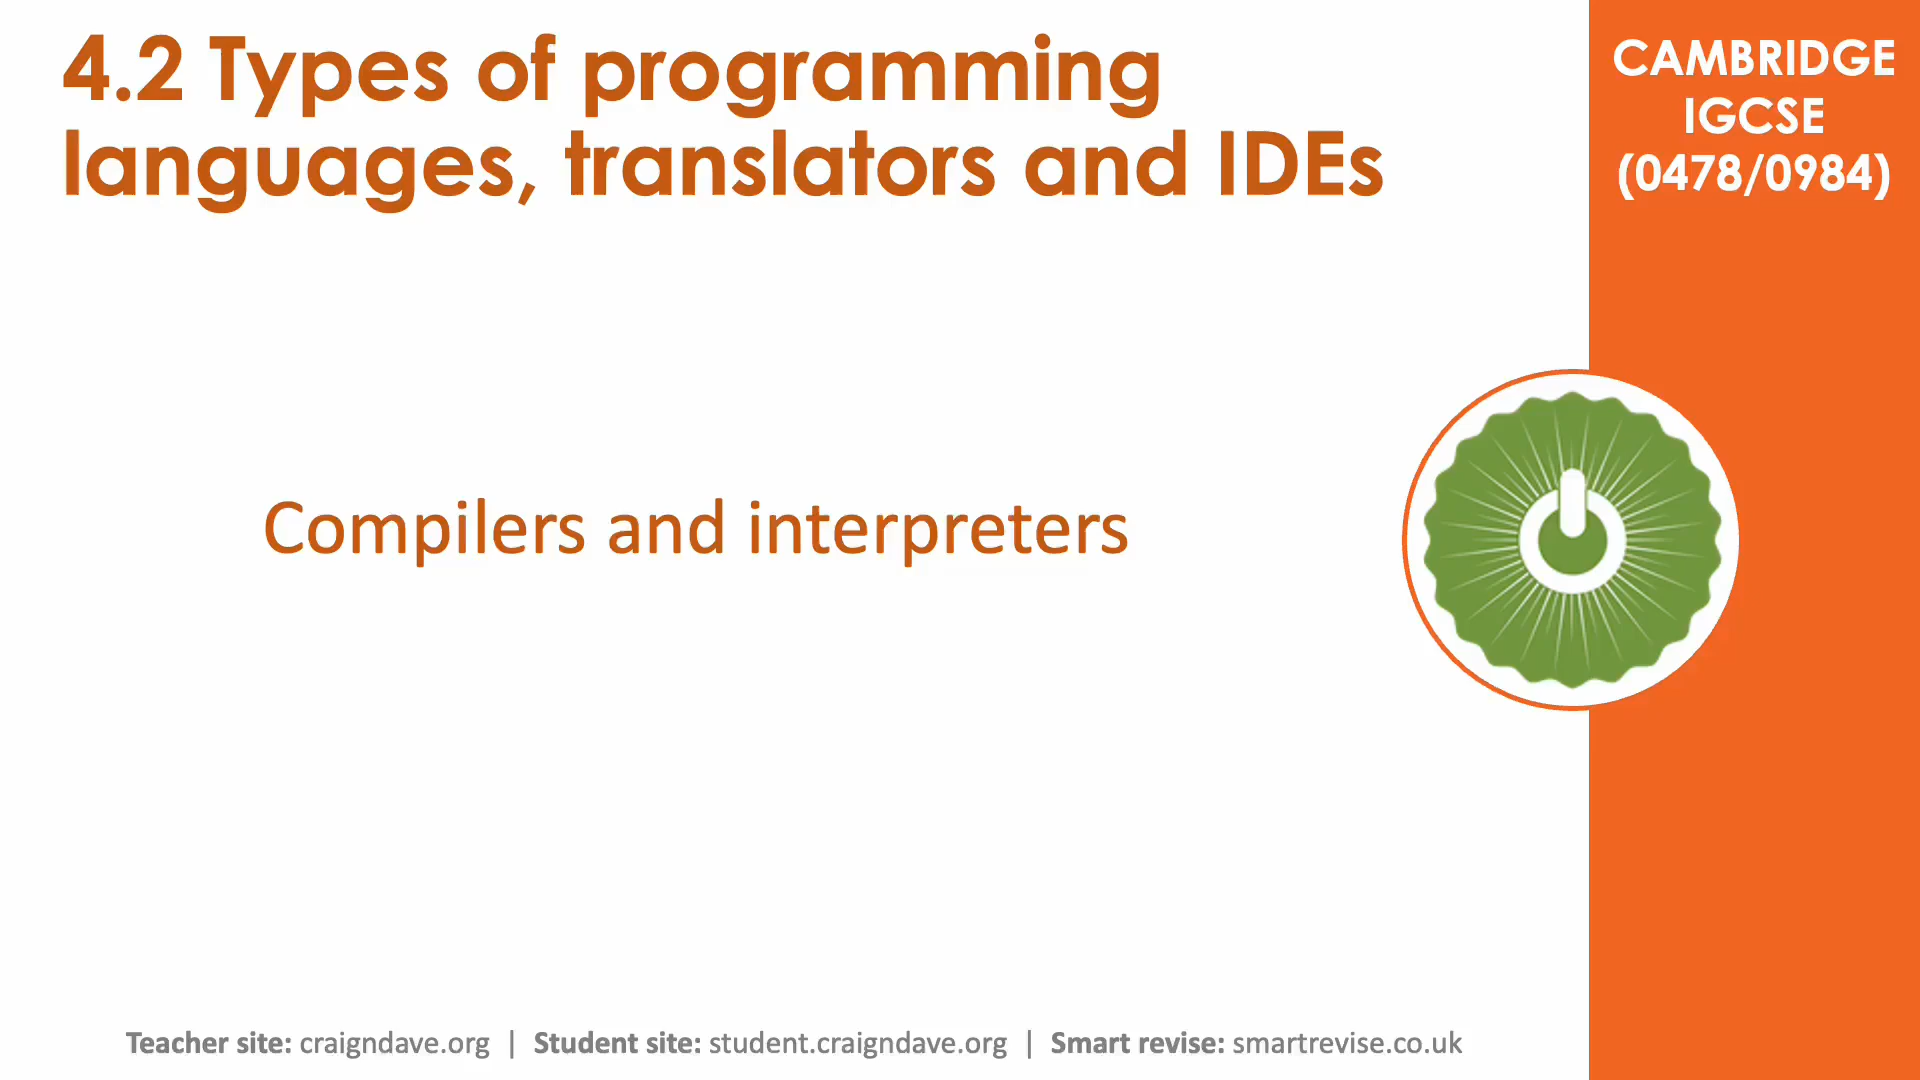 4.2 Types of programming
languages, translators and IDEs
CAMBRIDGE
IGCSE
(0478/0984)
Compilers and interpreters
Teacher site: craigndave.org | Student site: student.craigndave.org | Smart revise: smartrevise.co.uk